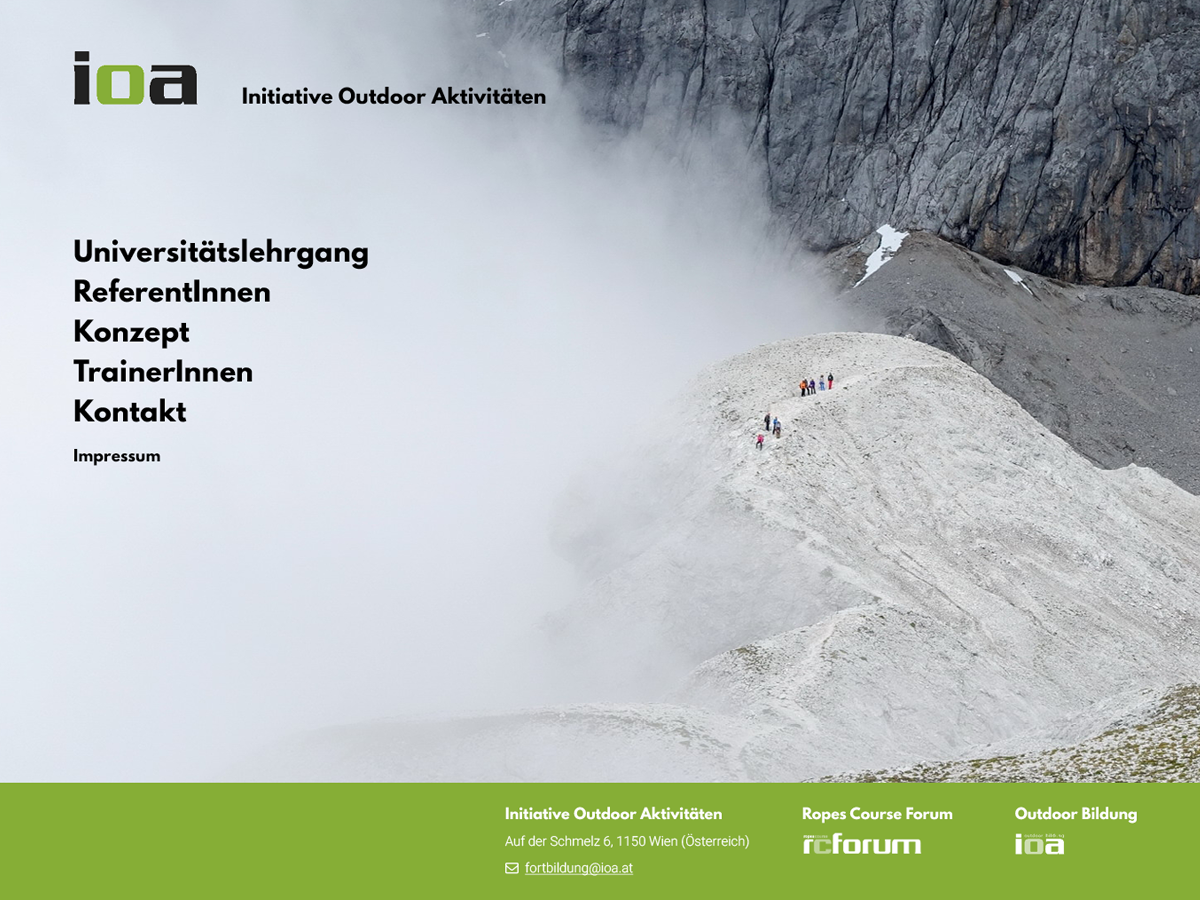 ioa
Initiative Outdoor Aktivitäten
Universitätslehrgang
ReferentInnen
Konzept
TrainerInnen
Kontakt
Impressum
Initiative Outdoor Aktivitäten
Auf der Schmelz 6, 1150 Wien (Österreich)
fortbildung@ioa.at
Ropes Course Forum
rcforum
Outdoor Bildung
ioa